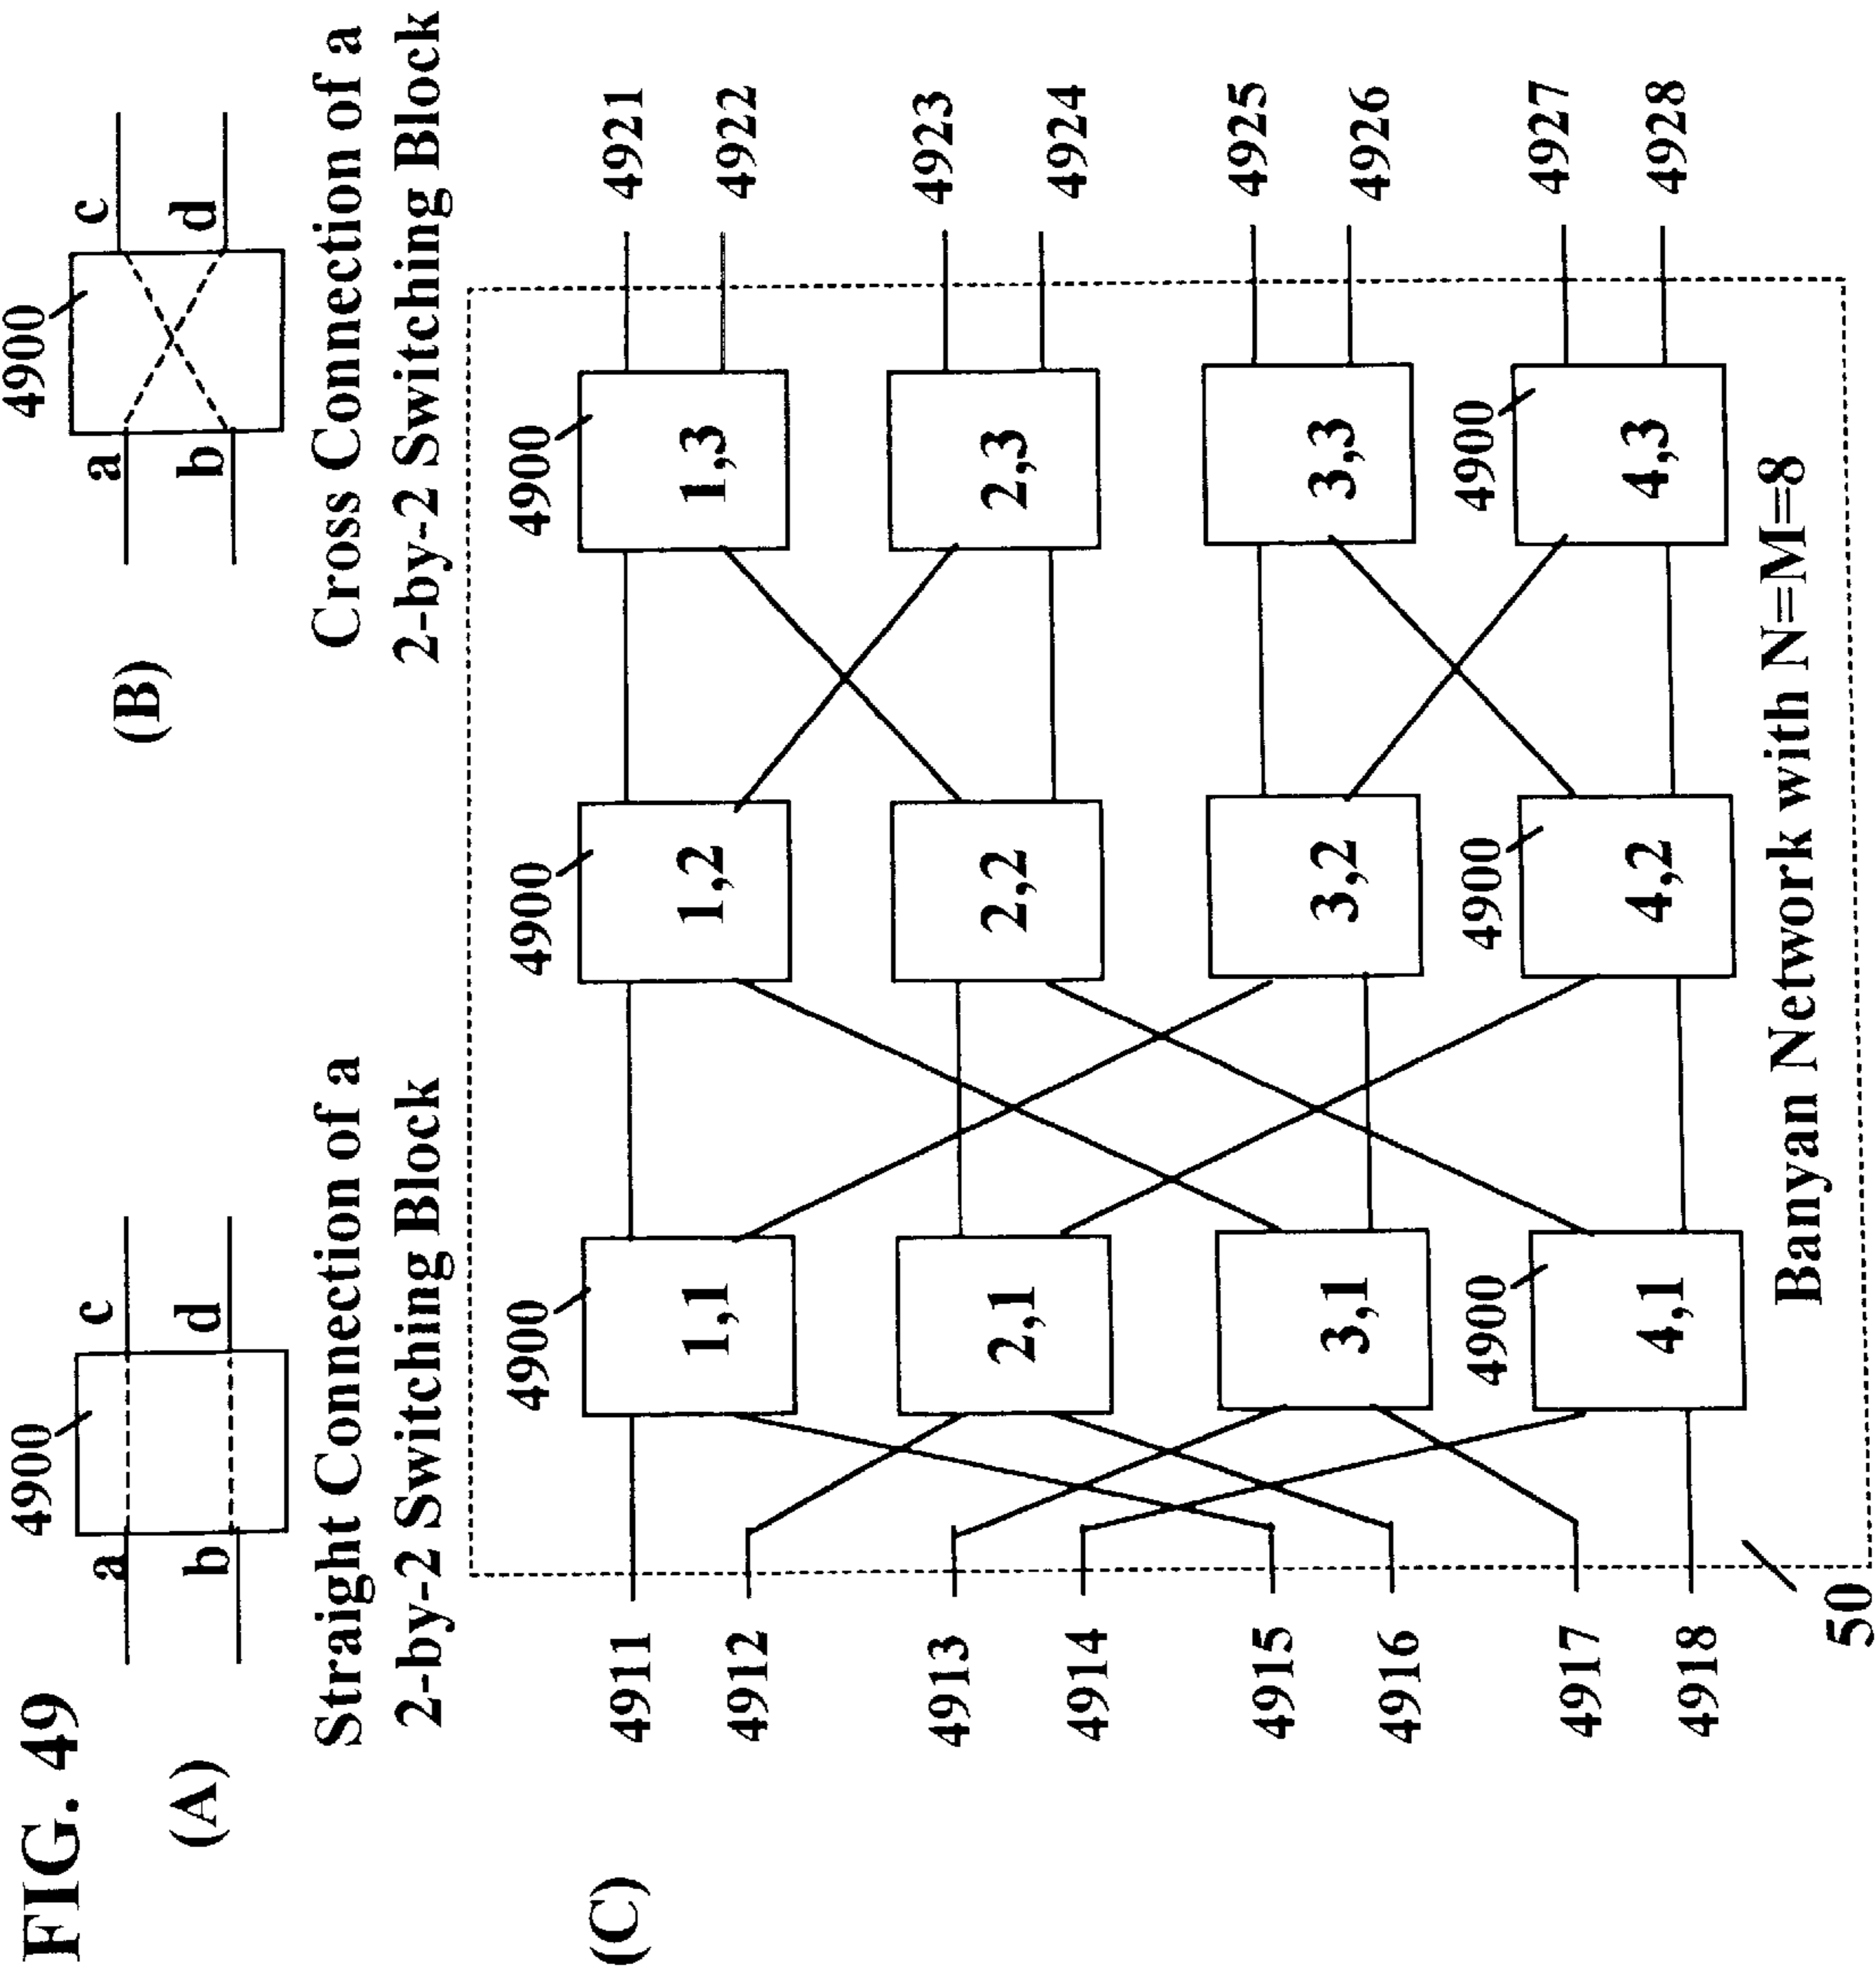 FIG. 49
(A)
4900
a
c
b
d
Straight Connection of a
2-by-2 Switching Block
(B)
4900
a
c
b
d
Cross Connection of a
2-by-2 Switching Block
(C)
4911
4912
4913
4914
4915
4916
4917
4918
4900
1,1
2,1
3,1
4900
4,1
4900
1,2
2,2
3,2
4900
4,2
4900
1,3
2,3
3,3
4900
4,3
4921
4922
4923
4924
4925
4926
4927
4928
Banyan Network with N=M=8
50